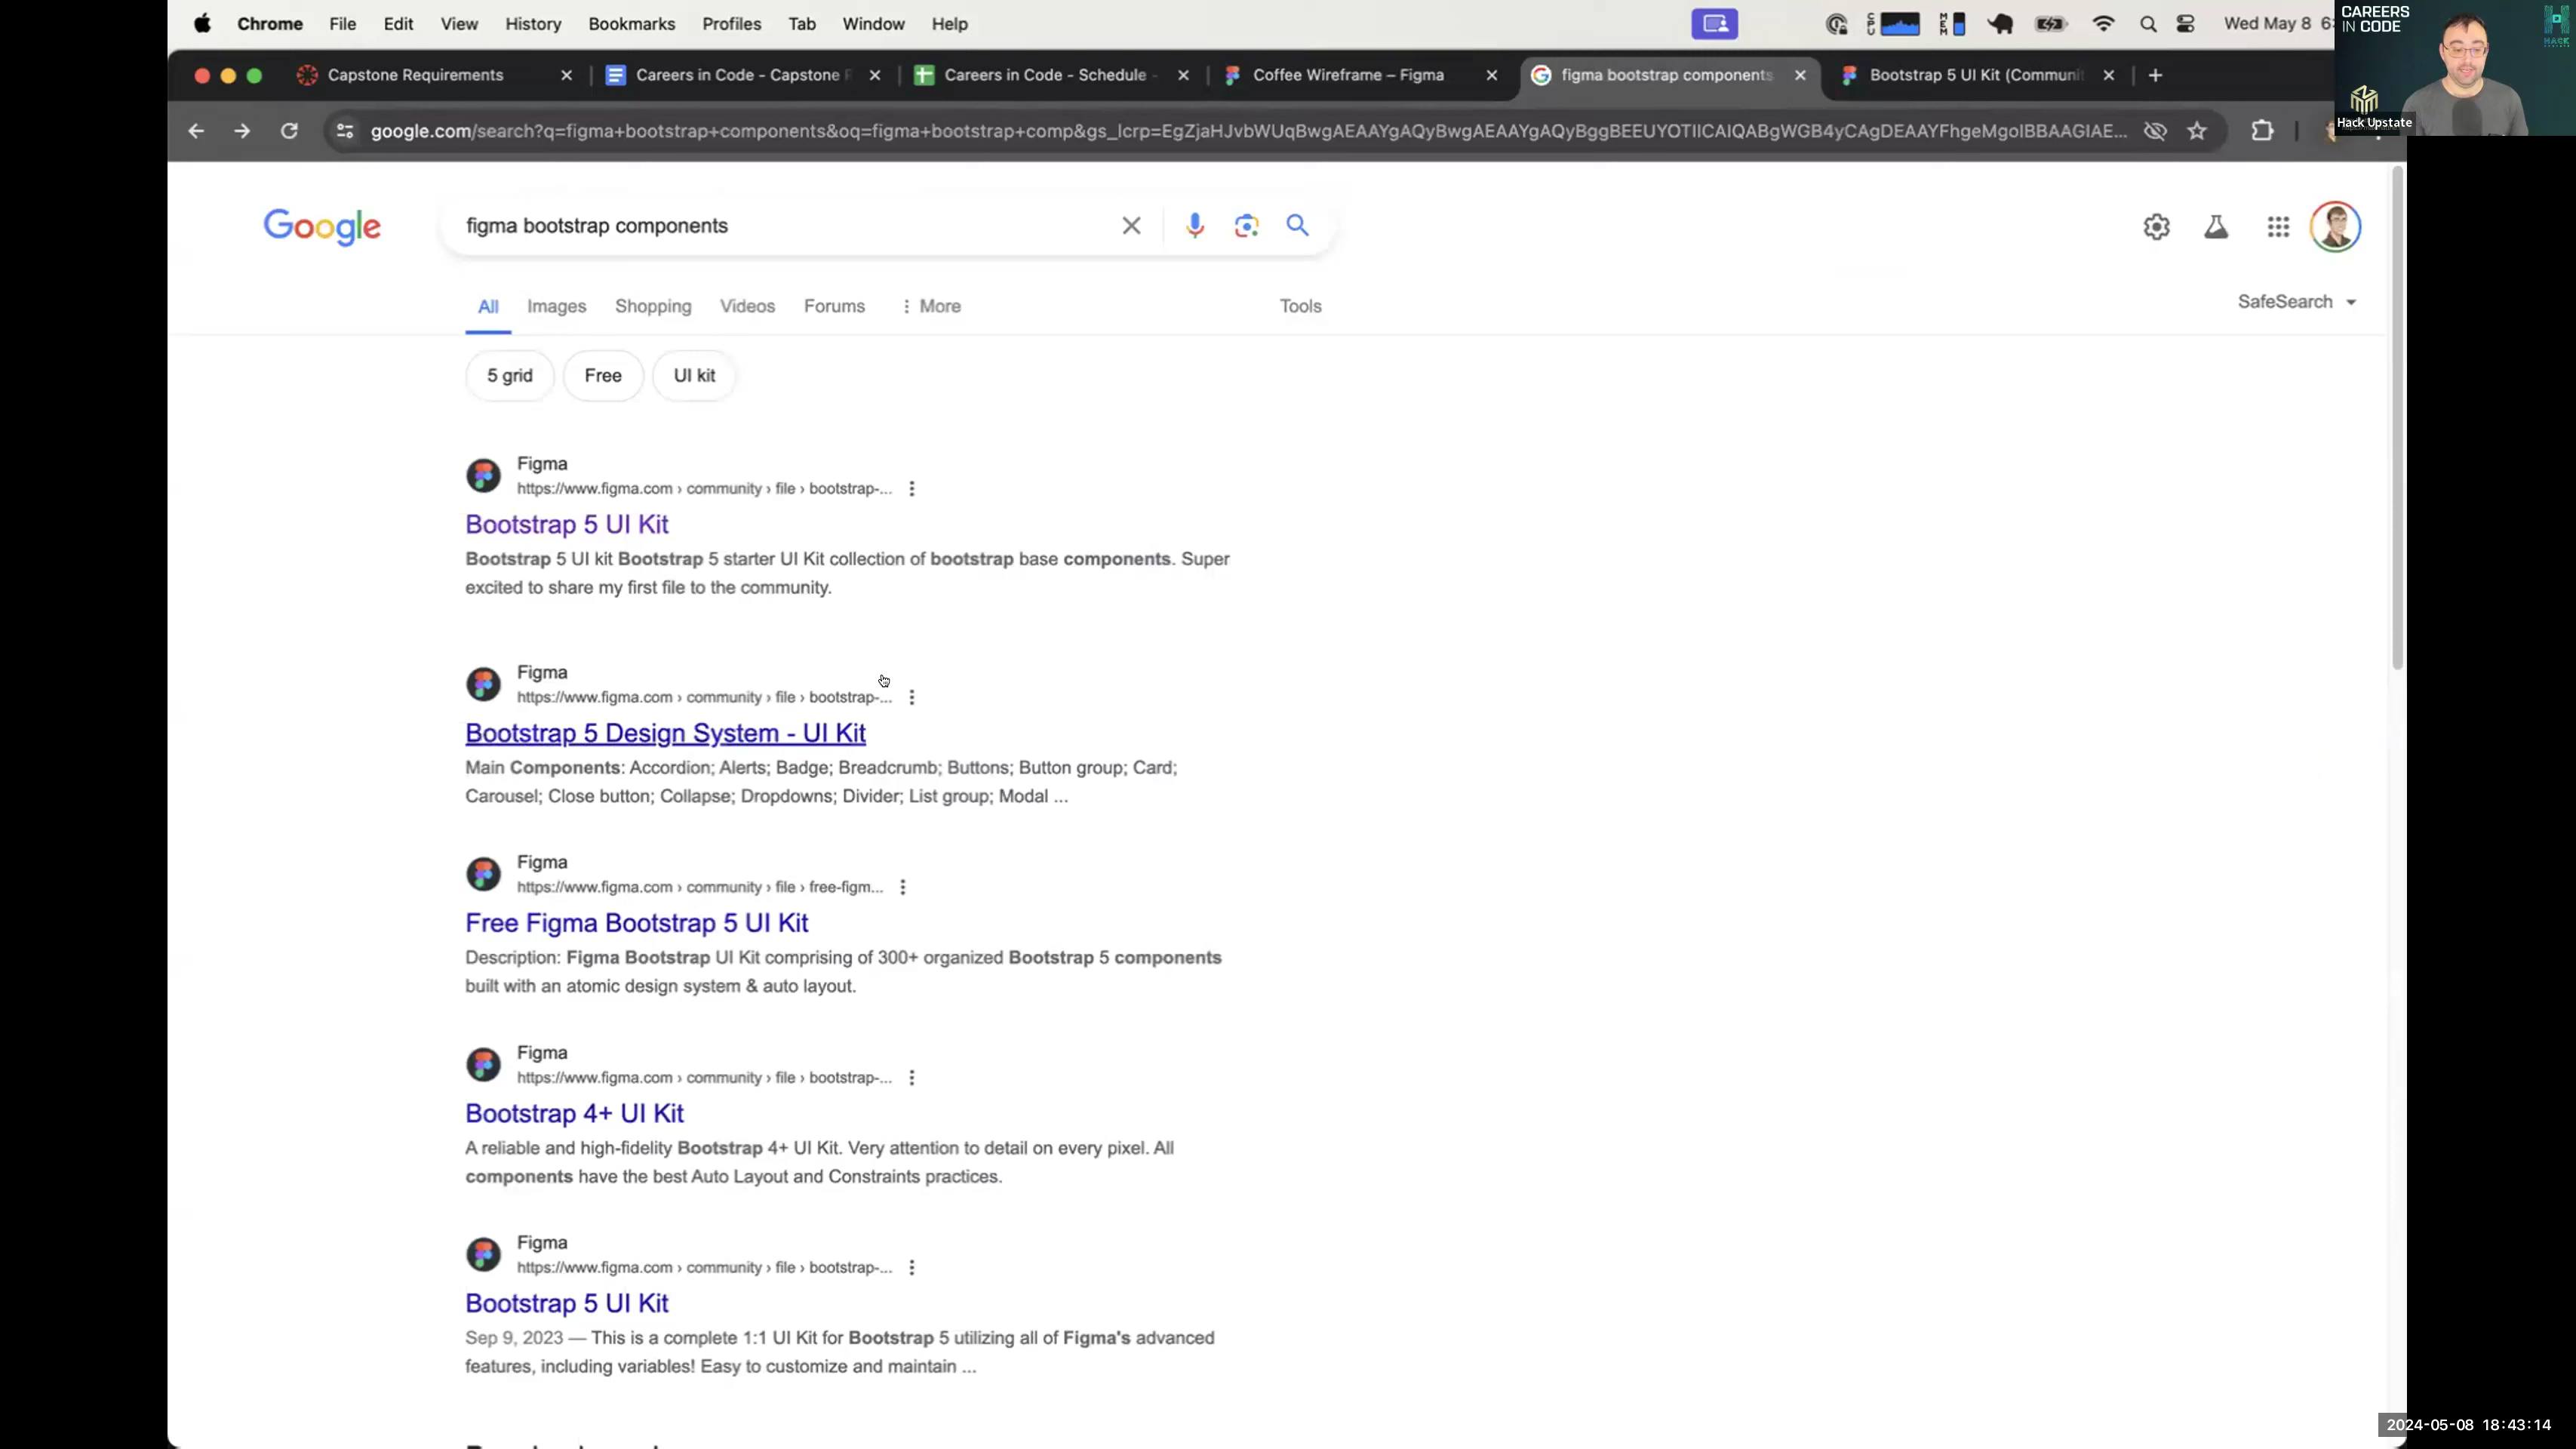 Chrome File Edit View History Bookmarks Profiles Tab Window Help
CPU
MEM
Wed May 8
CAREERS
IN CODE
HACK
Hack Upstate
Capstone Requirements
Careers in Code - Capstone
Careers in Code - Schedule -
Coffee Wireframe – Figma
figma bootstrap components
Bootstrap 5 UI Kit (Communit
google.com/search?q=figma+bootstrap+components&oq=figma+bootstrap+comp&gs_lcrp=EgZjaHJvbWUqBwgAEAAYgAQyBwgAEAAYgAQyBggBEEUYOTIICAIQABgWGB4yCAgDEAAYFhgeMgoIBBAAGIAE...
Google
figma bootstrap components
All Images Shopping Videos Forums More Tools
SafeSearch
5 grid Free UI kit
Figma
https://www.figma.com › community › file › bootstrap-...
Bootstrap 5 UI Kit
Bootstrap 5 UI kit Bootstrap 5 starter UI Kit collection of bootstrap base components. Super
excited to share my first file to the community.
Figma
https://www.figma.com › community › file › bootstrap-...
Bootstrap 5 Design System - UI Kit
Main Components: Accordion; Alerts; Badge; Breadcrumb; Buttons; Button group; Card;
Carousel; Close button; Collapse; Dropdowns; Divider; List group; Modal ...
Figma
https://www.figma.com › community › file › free-figm...
Free Figma Bootstrap 5 UI Kit
Description: Figma Bootstrap UI Kit comprising of 300+ organized Bootstrap 5 components
built with an atomic design system & auto layout.
Figma
https://www.figma.com › community › file › bootstrap-...
Bootstrap 4+ UI Kit
A reliable and high-fidelity Bootstrap 4+ UI Kit. Very attention to detail on every pixel. All
components have the best Auto Layout and Constraints practices.
Figma
https://www.figma.com › community › file › bootstrap-...
Bootstrap 5 UI Kit
Sep 9, 2023 — This is a complete 1:1 UI Kit for Bootstrap 5 utilizing all of Figma's advanced
features, including variables! Easy to customize and maintain ...
2024-05-08 18:43:14